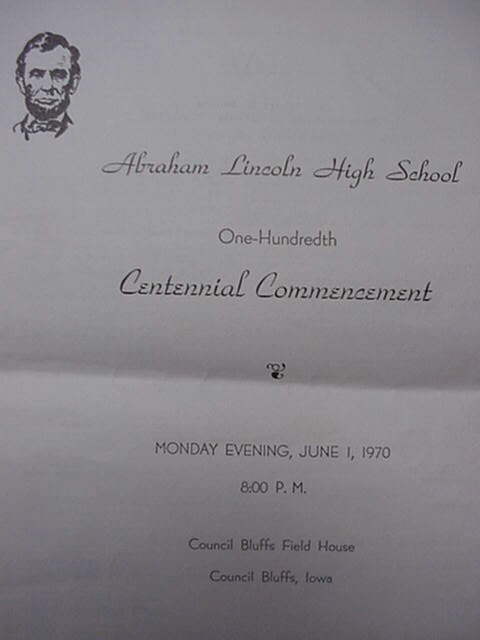 Abraham Lincoln High School
One-Hundredth
Centennial Commencement
MONDAY EVENING, JUNE 1, 1970
8:00 P. M.
Council Bluffs Field House
Council Bluffs, Iowa